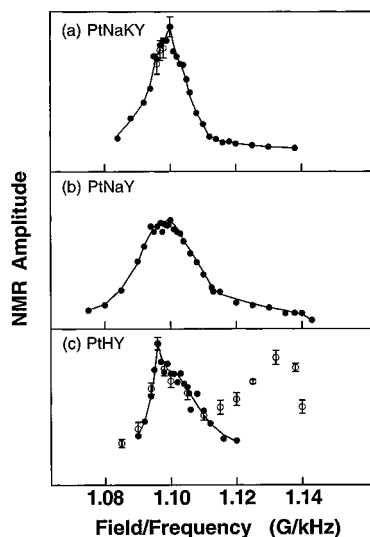 (a) PtNaKY
(b) PtNaY
(c) PtHY
NMR Amplitude
1.08 1.10 1.12 1.14
Field/Frequency (G/kHz)